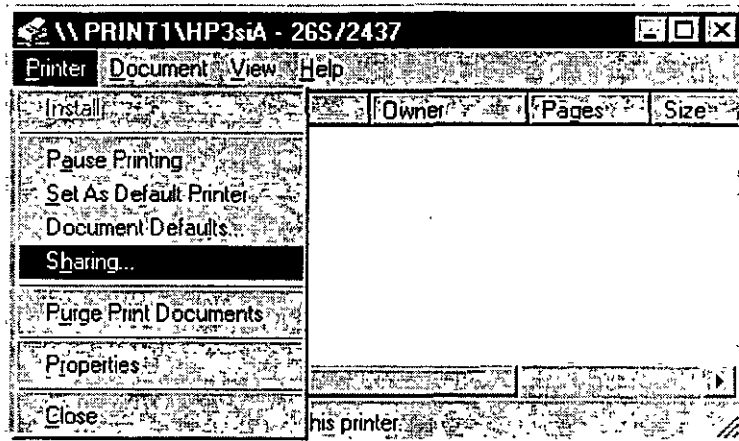 \\ PRINT1\HP3siA - 26S/2437
Printer Document View Help
Install
Owner Pages Size
Pause Printing
Set As Default Printer
Document Defaults...
Sharing...
Purge Print Documents
Properties
Close
his printer.